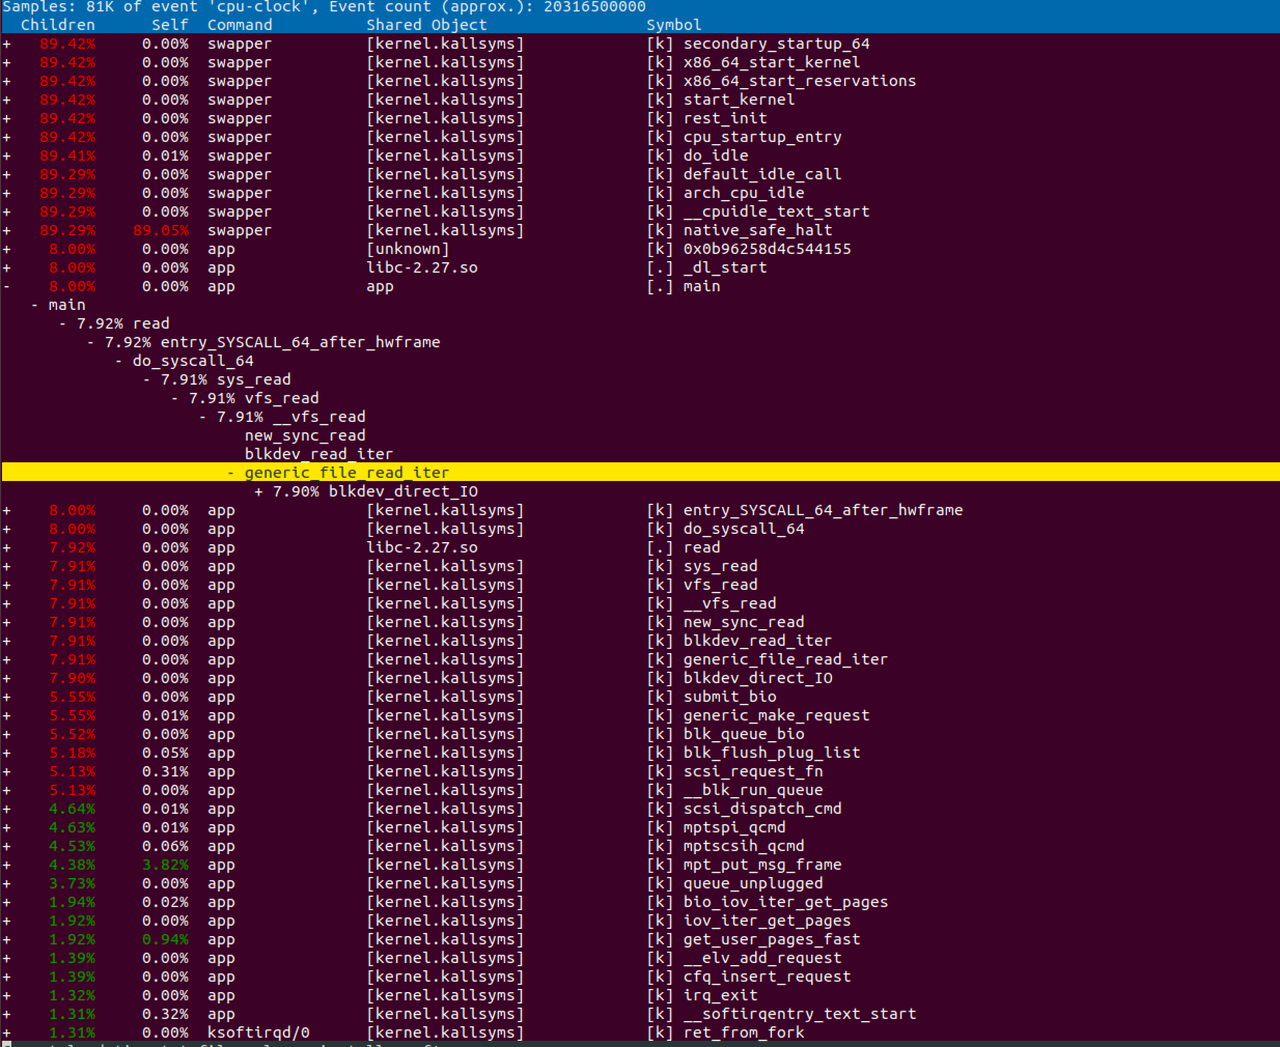 Samples: 81K of event 'cpu-clock', Event count (approx.): 20316500000
Children Self Command Shared Object Symbol
+ 89.42% 0.00% swapper [kernel.kallsyms] [k] secondary_startup_64
+ 89.42% 0.00% swapper [kernel.kallsyms] [k] x86_64_start_kernel
+ 89.42% 0.00% swapper [kernel.kallsyms] [k] x86_64_start_reservations
+ 89.42% 0.00% swapper [kernel.kallsyms] [k] start_kernel
+ 89.42% 0.00% swapper [kernel.kallsyms] [k] rest_init
+ 89.42% 0.00% swapper [kernel.kallsyms] [k] cpu_startup_entry
+ 89.41% 0.01% swapper [kernel.kallsyms] [k] do_idle
+ 89.29% 0.00% swapper [kernel.kallsyms] [k] default_idle_call
+ 89.29% 0.00% swapper [kernel.kallsyms] [k] arch_cpu_idle
+ 89.29% 0.00% swapper [kernel.kallsyms] [k] __cpuidle_text_start
+ 89.29% 89.05% swapper [kernel.kallsyms] [k] native_safe_halt
+ 8.00% 0.00% app [unknown] [k] 0x0b96258d4c544155
+ 8.00% 0.00% app libc-2.27.so [.] _dl_start
- 8.00% 0.00% app app [.] main
- main
- 7.92% read
- 7.92% entry_SYSCALL_64_after_hwframe
- do_syscall_64
- 7.91% sys_read
- 7.91% vfs_read
- 7.91% __vfs_read
new_sync_read
blkdev_read_iter
- generic_file_read_iter
+ 7.90% blkdev_direct_IO
+ 8.00% 0.00% app [kernel.kallsyms] [k] entry_SYSCALL_64_after_hwframe
+ 8.00% 0.00% app [kernel.kallsyms] [k] do_syscall_64
+ 7.92% 0.00% app libc-2.27.so [.] read
+ 7.91% 0.00% app [kernel.kallsyms] [k] sys_read
+ 7.91% 0.00% app [kernel.kallsyms] [k] vfs_read
+ 7.91% 0.00% app [kernel.kallsyms] [k] __vfs_read
+ 7.91% 0.00% app [kernel.kallsyms] [k] new_sync_read
+ 7.91% 0.00% app [kernel.kallsyms] [k] blkdev_read_iter
+ 7.91% 0.00% app [kernel.kallsyms] [k] generic_file_read_iter
+ 7.90% 0.00% app [kernel.kallsyms] [k] blkdev_direct_IO
+ 5.55% 0.00% app [kernel.kallsyms] [k] submit_bio
+ 5.55% 0.01% app [kernel.kallsyms] [k] generic_make_request
+ 5.52% 0.00% app [kernel.kallsyms] [k] blk_queue_bio
+ 5.18% 0.05% app [kernel.kallsyms] [k] blk_flush_plug_list
+ 5.13% 0.31% app [kernel.kallsyms] [k] scsi_request_fn
+ 5.13% 0.00% app [kernel.kallsyms] [k] __blk_run_queue
+ 4.64% 0.01% app [kernel.kallsyms] [k] scsi_dispatch_cmd
+ 4.63% 0.01% app [kernel.kallsyms] [k] mptspi_qcmd
+ 4.53% 0.06% app [kernel.kallsyms] [k] mptscsih_qcmd
+ 4.38% 3.82% app [kernel.kallsyms] [k] mpt_put_msg_frame
+ 3.73% 0.00% app [kernel.kallsyms] [k] queue_unplugged
+ 1.94% 0.02% app [kernel.kallsyms] [k] bio_iov_iter_get_pages
+ 1.92% 0.00% app [kernel.kallsyms] [k] iov_iter_get_pages
+ 1.92% 0.94% app [kernel.kallsyms] [k] get_user_pages_fast
+ 1.39% 0.00% app [kernel.kallsyms] [k] __elv_add_request
+ 1.39% 0.00% app [kernel.kallsyms] [k] cfq_insert_request
+ 1.32% 0.00% app [kernel.kallsyms] [k] irq_exit
+ 1.31% 0.32% app [kernel.kallsyms] [k] __softirqentry_text_start
+ 1.31% 0.00% ksoftirqd/0 [kernel.kallsyms] [k] ret_from_fork